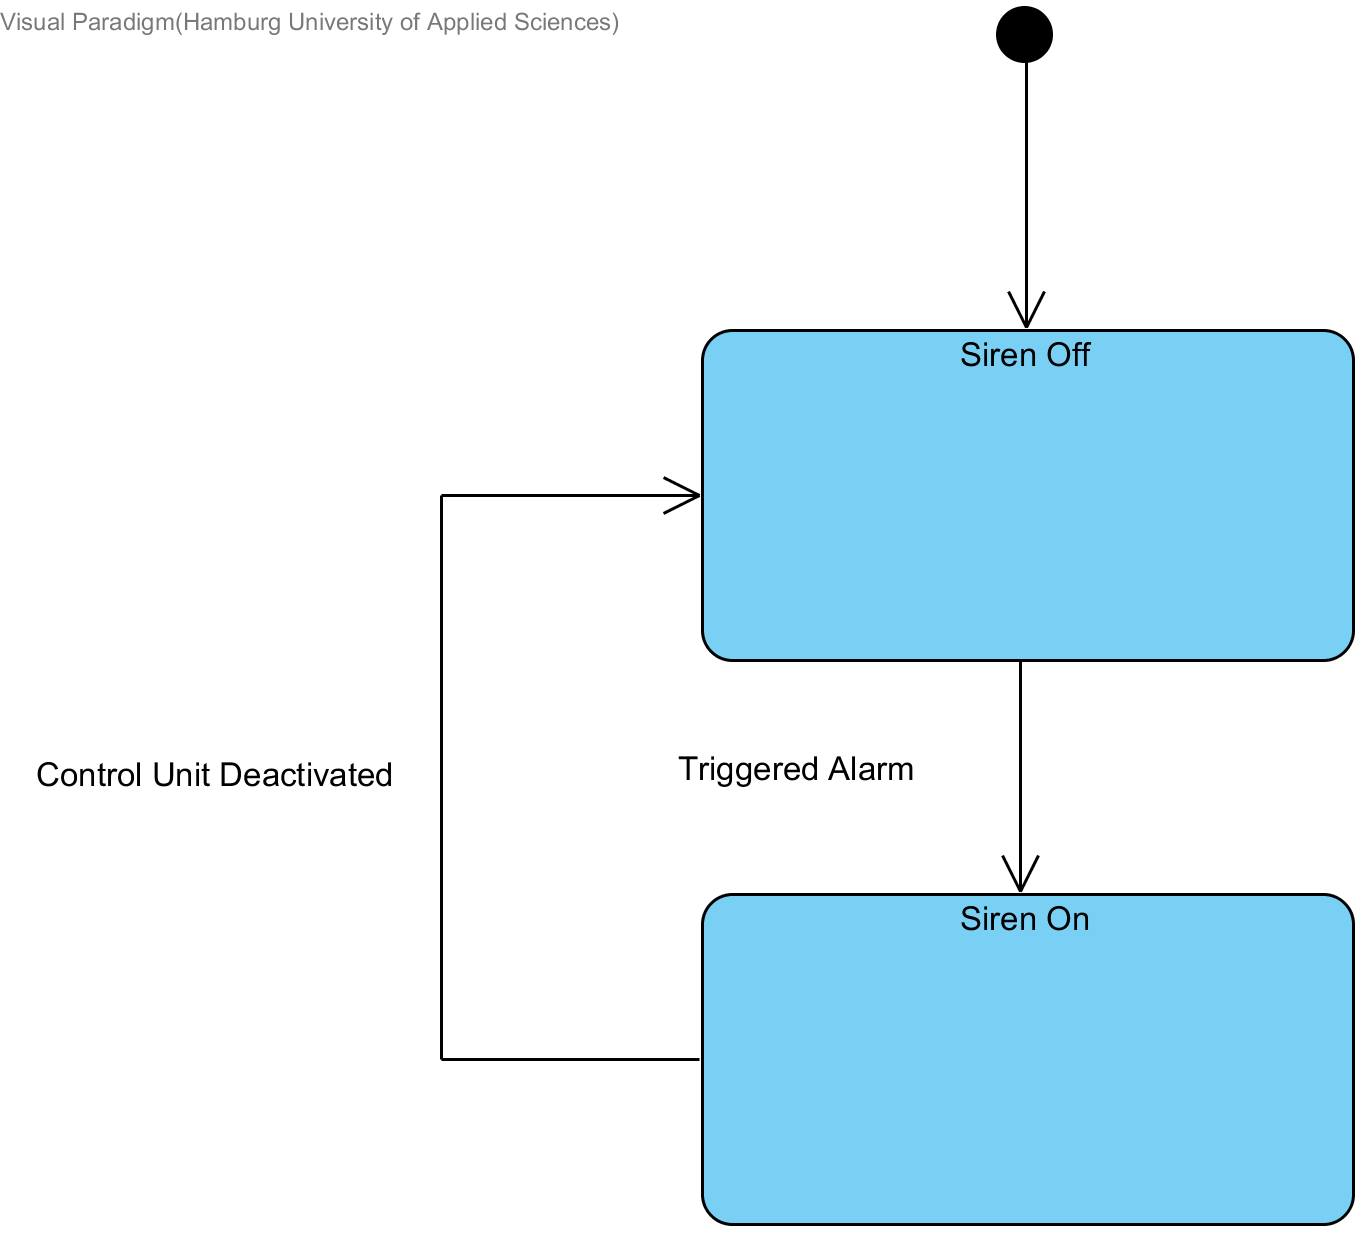 Visual Paradigm(Hamburg University of Applied Sciences)
Siren Off
Control Unit Deactivated
Triggered Alarm
Siren On